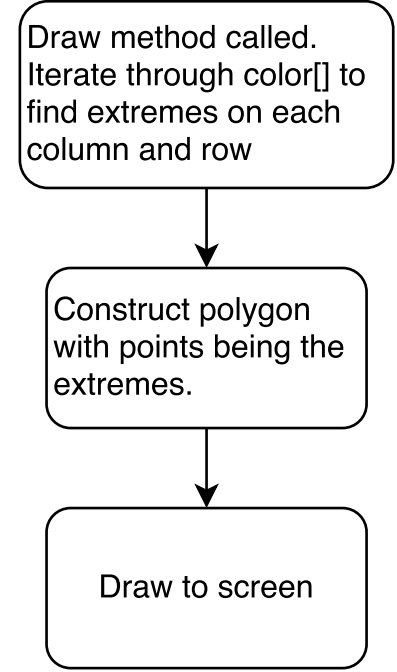 Draw method called.
Iterate through color[] to
find extremes on each
column and row
Construct polygon
with points being the
extremes.
Draw to screen